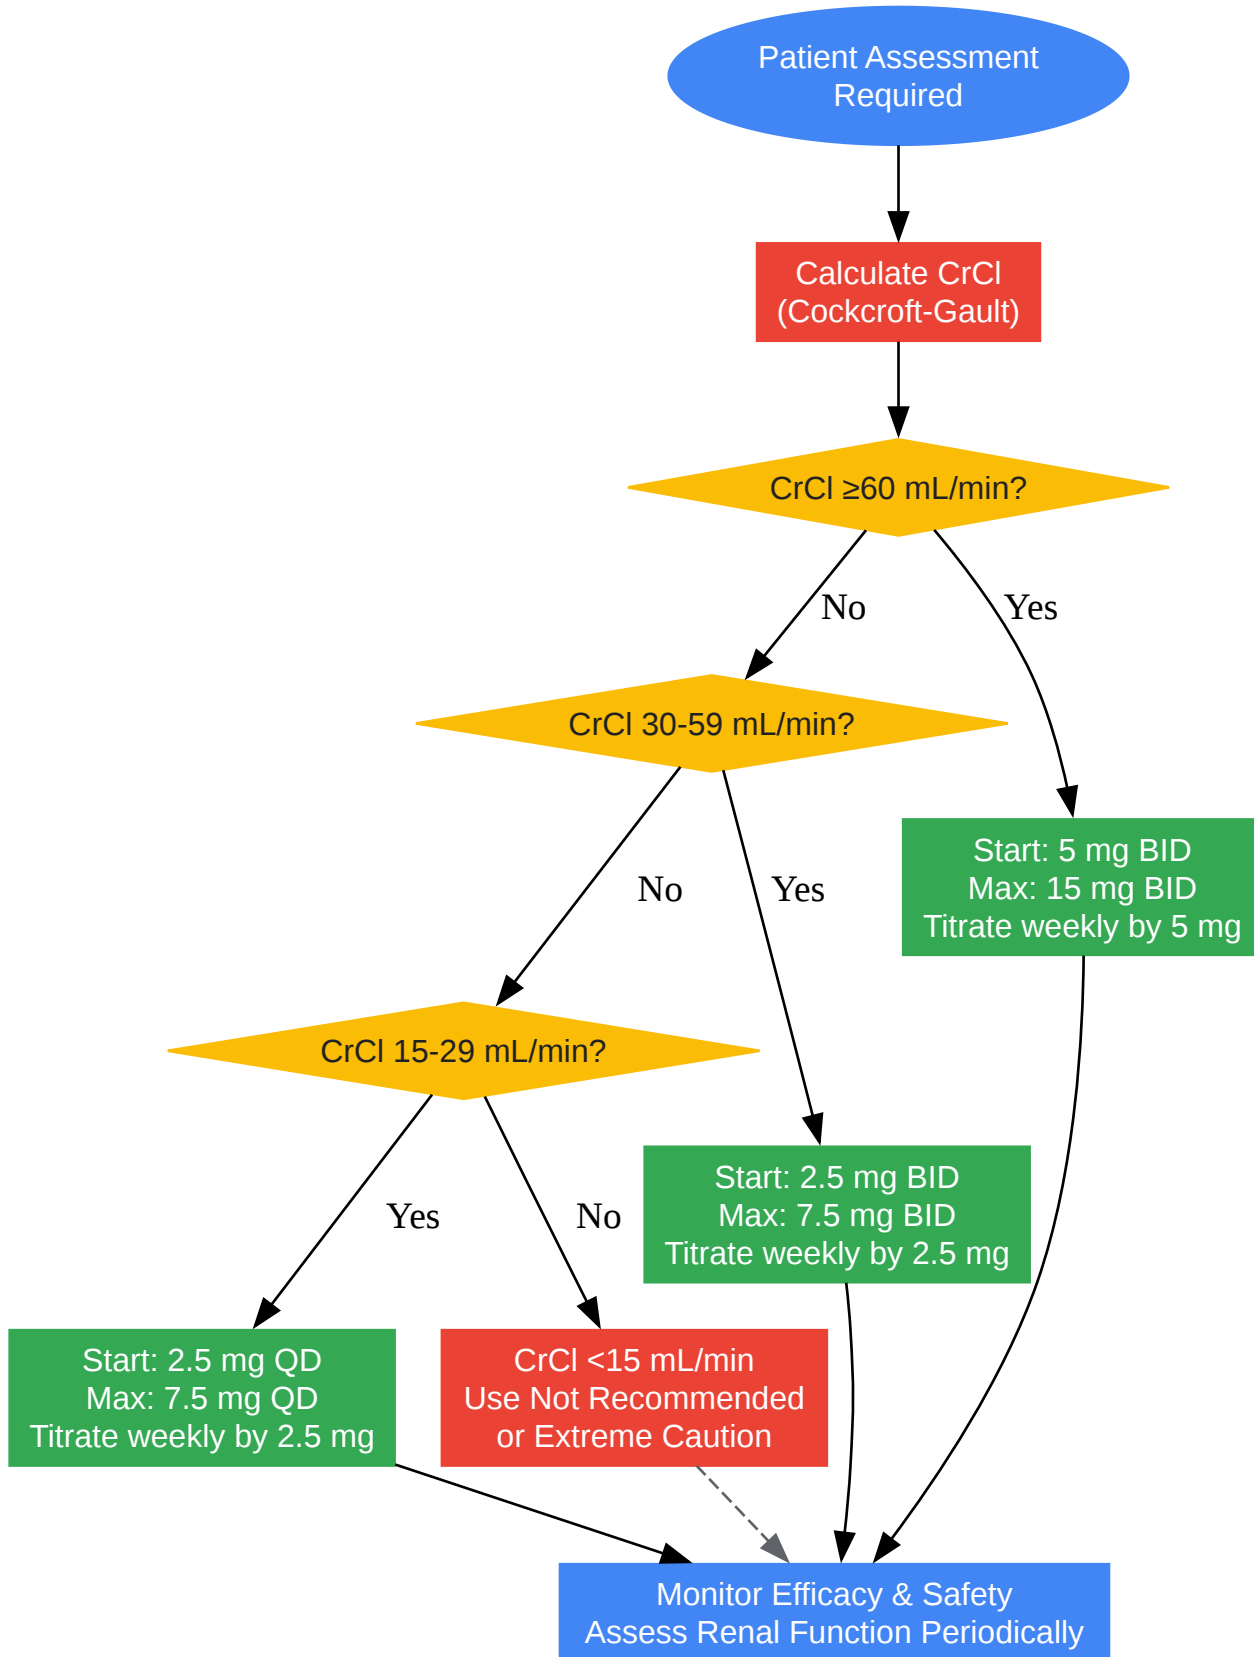 Patient Assessment
Required
Calculate CrCl
(Cockcroft-Gault)
CrCl ≥60 mL/min?
No
Yes
CrCl 30-59 mL/min?
Start: 5 mg BID
Max: 15 mg BID
Titrate weekly by 5 mg
No
Yes
CrCl 15-29 mL/min?
Start: 2.5 mg BID
Max: 7.5 mg BID
Titrate weekly by 2.5 mg
Yes
No
Start: 2.5 mg QD
Max: 7.5 mg QD
Titrate weekly by 2.5 mg
CrCl <15 mL/min
Use Not Recommended
or Extreme Caution
Monitor Efficacy & Safety
Assess Renal Function Periodically